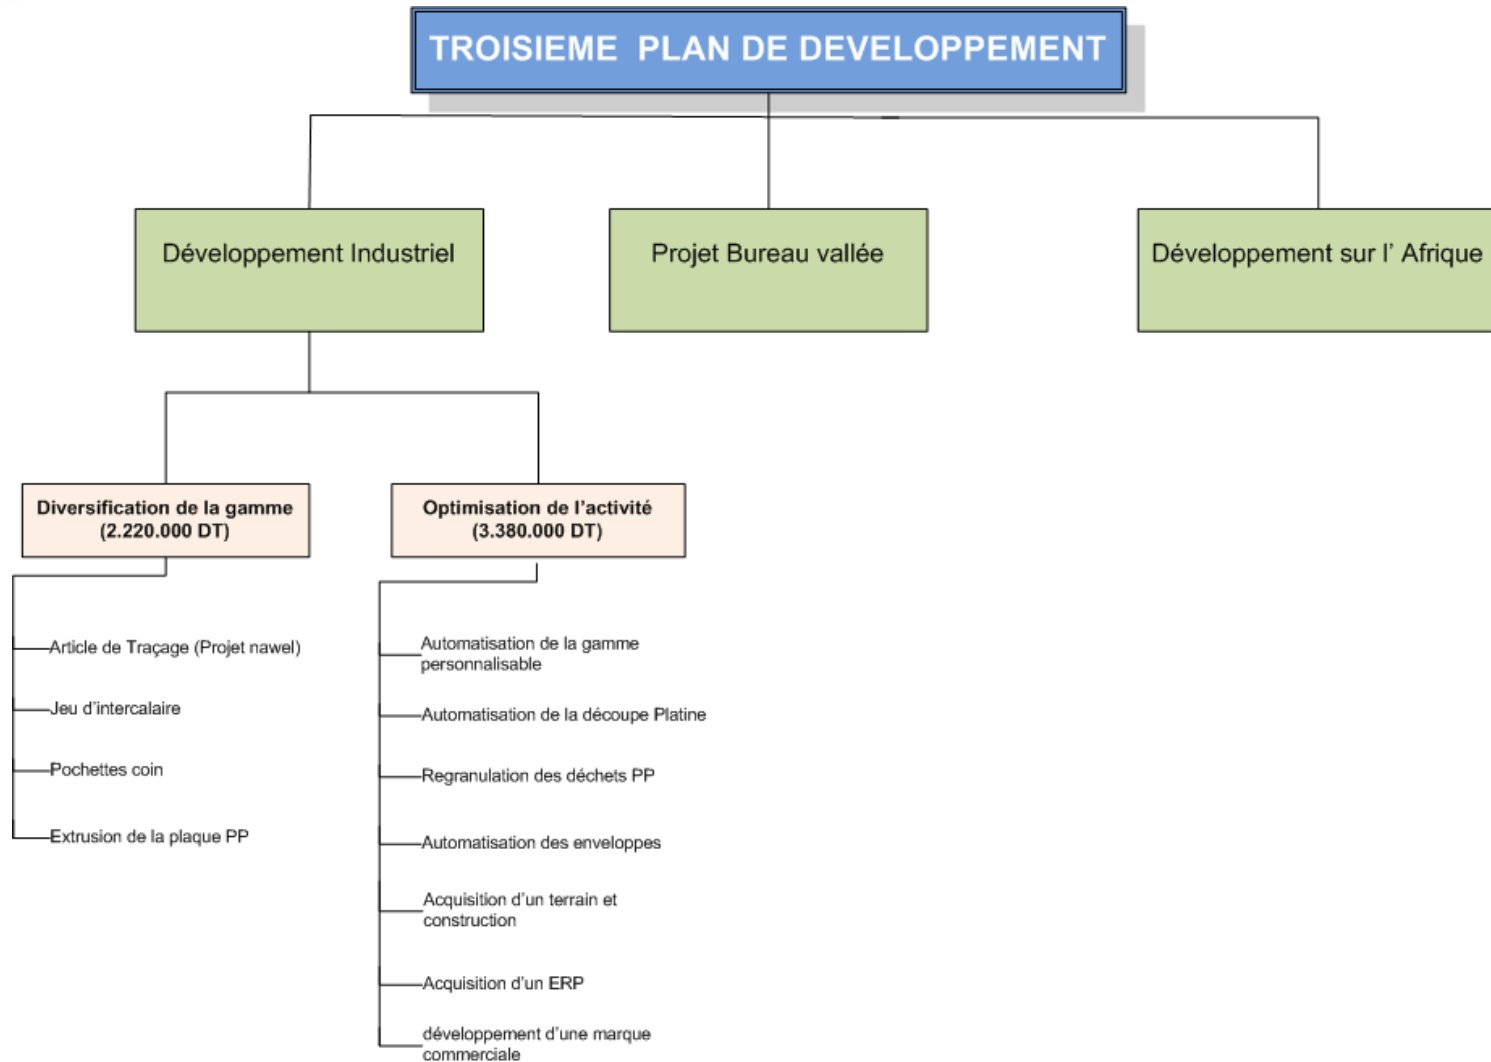 TROISIEME PLAN DE DEVELOPPEMENT
Développement Industriel
Projet Bureau vallée
Développement sur l' Afrique
Diversification de la gamme
(2.220.000 DT)
Optimisation de l'activité
(3.380.000 DT)
Article de Traçage (Projet nawel)
Jeu d'intercalaire
Pochettes coin
Extrusion de la plaque PP
Automatisation de la gamme
personnalisable
Automatisation de la découpe Platine
Regranulation des déchets PP
Automatisation des enveloppes
Acquisition d'un terrain et
construction
Acquisition d'un ERP
développement d'une marque
commerciale